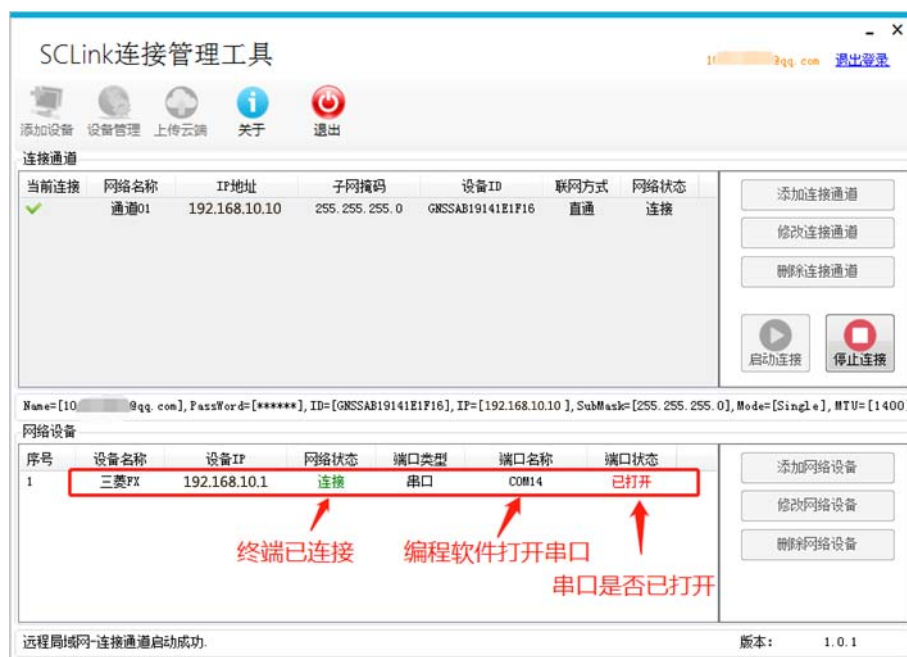 SCLink连接管理工具
qq.com 退出登录
添加设备 设备管理 上传云端 关于 退出
连接通道
当前连接 网络名称 IP地址 子网掩码 设备ID 联网方式 网络状态
通道01 192.168.10.10 255.255.255.0 GNSSAB19141E1F16 直通 连接
添加连接通道
修改连接通道
删除连接通道
启动连接 停止连接
Name=[10 @qq.com],PassWord=[******],ID=[GNSSAB19141E1F16],IP=[192.168.10.10 ],SubMask=[255.255.255.0],Mode=[Single],MTU=[1400]
网络设备
序号 设备名称 设备IP 网络状态 端口类型 端口名称 端口状态
1 三菱FX 192.168.10.1 连接 串口 COM14 已打开
添加网络设备
修改网络设备
删除网络设备
终端已连接 编程软件打开串口
串口是否已打开
远程局域网-连接通道启动成功. 版本: 1.0.1